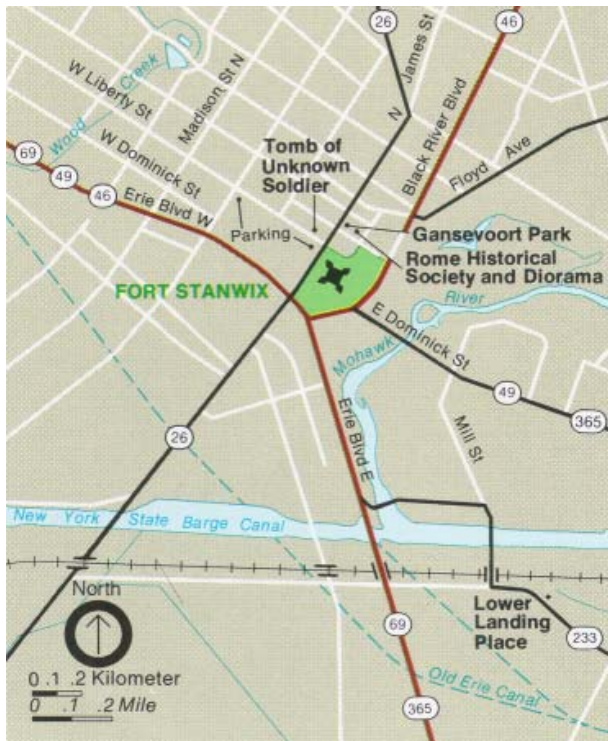 26
46
W Liberty St
Wood Creek
Madison St N
N James St
Black River Blvd
69
W Dominick St
Tomb of
Unknown
Soldier
Floyd Ave
49
46
Erie Blvd W
Parking
Gansevoort Park
Rome Historical
Society and Diorama
FORT STANWIX
Mohawk River
E Dominick St
49
365
Erie Blvd E
Mill St
26
New York State Barge Canal
North
Lower
Landing
Place
233
69
0 .1 .2 Kilometer
0 .1 .2 Mile
Old Erie Canal
365